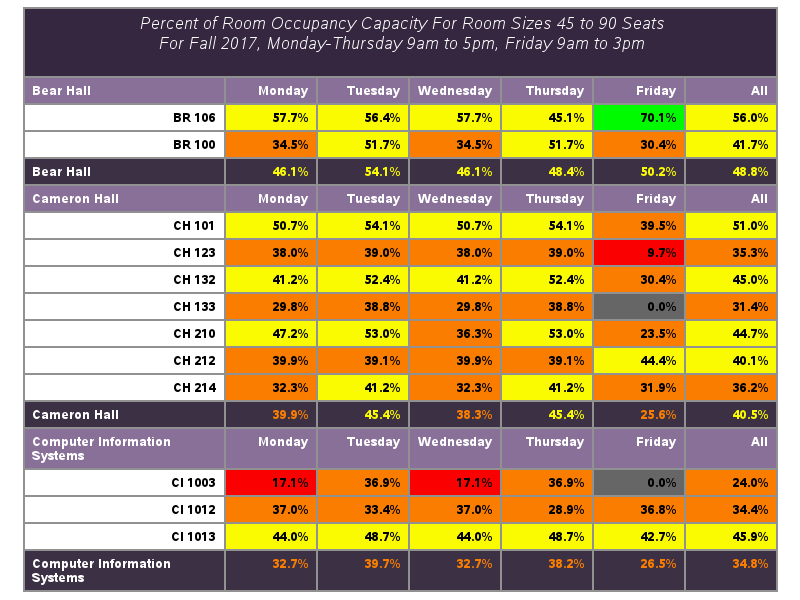 Percent of Room Occupancy Capacity For Room Sizes 45 to 90 Seats
For Fall 2017, Monday-Thursday 9am to 5pm, Friday 9am to 3pm
Bear Hall Monday Tuesday Wednesday Thursday Friday All
BR 106 57.7% 56.4% 57.7% 45.1% 70.1% 56.0%
BR 100 34.5% 51.7% 34.5% 51.7% 30.4% 41.7%
Bear Hall 46.1% 54.1% 46.1% 48.4% 50.2% 48.8%
Cameron Hall Monday Tuesday Wednesday Thursday Friday All
CH 101 50.7% 54.1% 50.7% 54.1% 39.5% 51.0%
CH 123 38.0% 39.0% 38.0% 39.0% 9.7% 35.3%
CH 132 41.2% 52.4% 41.2% 52.4% 30.4% 45.0%
CH 133 29.8% 38.8% 29.8% 38.8% 0.0% 31.4%
CH 210 47.2% 53.0% 36.3% 53.0% 23.5% 44.7%
CH 212 39.9% 39.1% 39.9% 39.1% 44.4% 40.1%
CH 214 32.3% 41.2% 32.3% 41.2% 31.9% 36.2%
Cameron Hall 39.9% 45.4% 38.3% 45.4% 25.6% 40.5%
Computer Information Monday Tuesday Wednesday Thursday Friday All
Systems
CI 1003 17.1% 36.9% 17.1% 36.9% 0.0% 24.0%
CI 1012 37.0% 33.4% 37.0% 28.9% 36.8% 34.4%
CI 1013 44.0% 48.7% 44.0% 48.7% 42.7% 45.9%
Computer Information 32.7% 39.7% 32.7% 38.2% 26.5% 34.8%
Systems